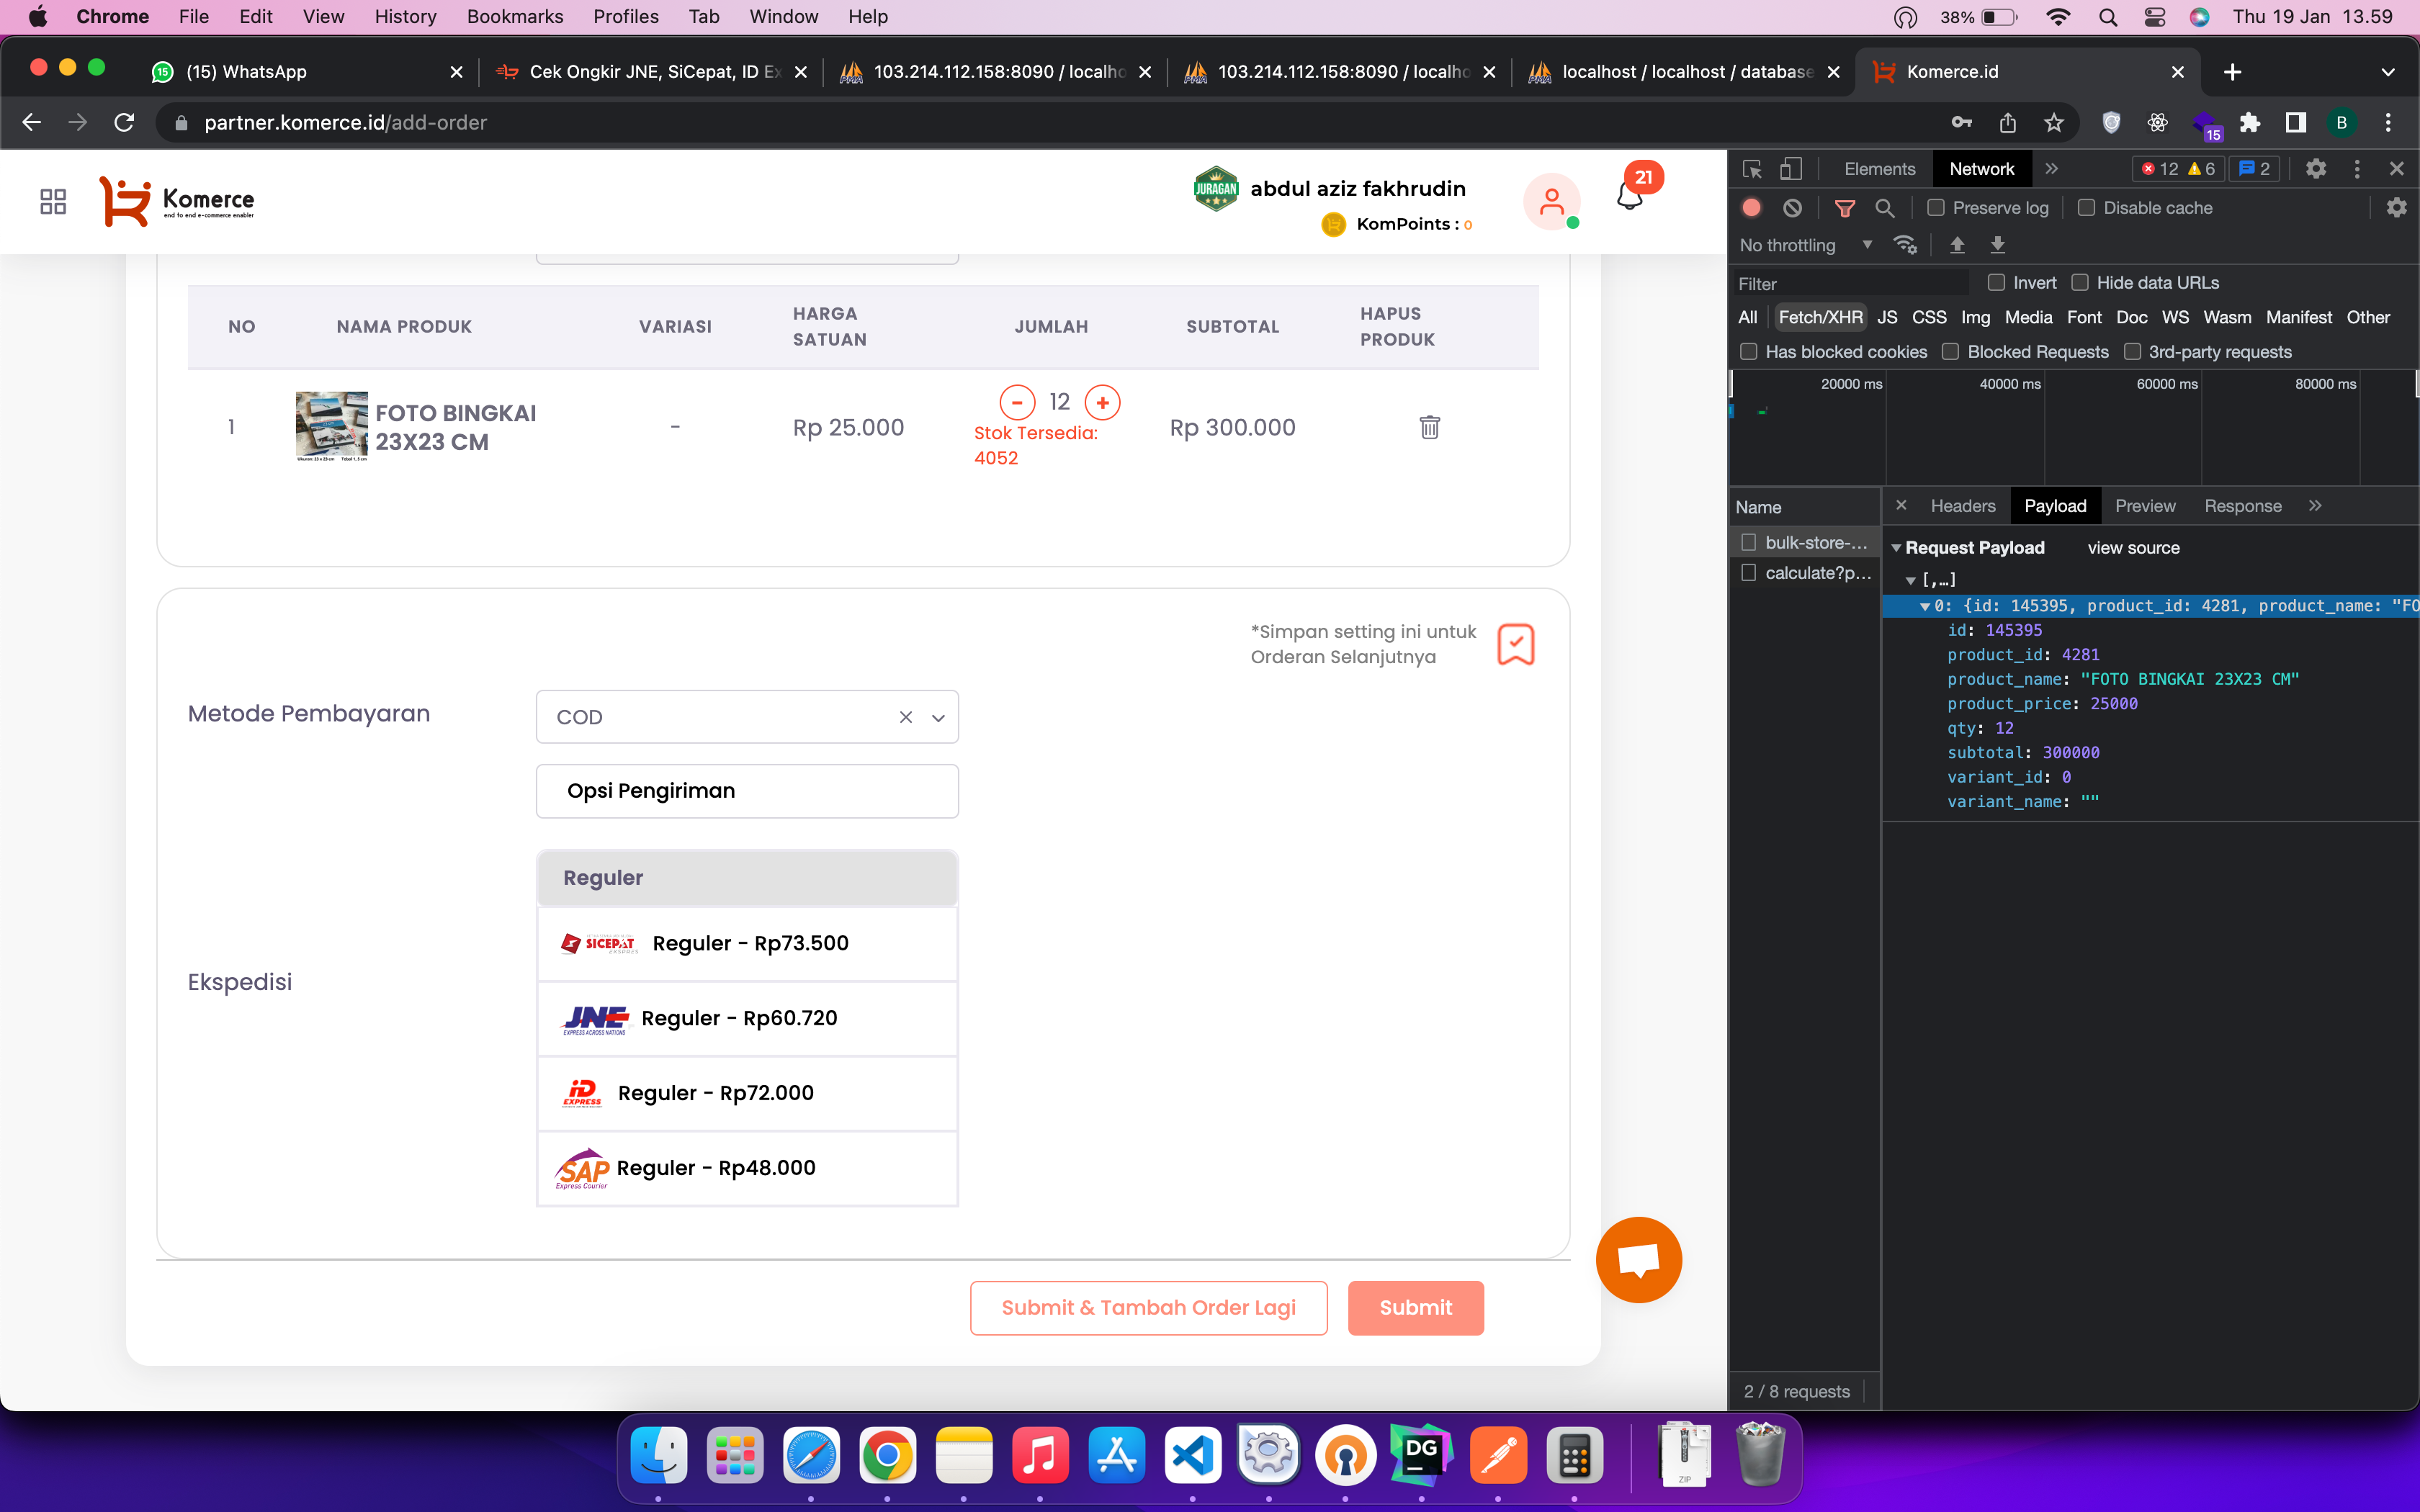 Chrome File Edit View History Bookmarks Profiles Tab Window Help
38% Thu 19 Jan 13.59
(15) WhatsApp
Cek Ongkir JNE, SiCepat, ID Ex
103.214.112.158:8090 / localho
103.214.112.158:8090 / localho
localhost / localhost / database
Komerce.id
partner.komerce.id/add-order
15
B
Komerce
end to end e-commerce enabler
JURAGAN
abdul aziz fakhrudin
KomPoints : 0
21
NO NAMA PRODUK VARIASI HARGA SATUAN JUMLAH SUBTOTAL HAPUS PRODUK
1 FOTO BINGKAI 23X23 CM - Rp 25.000 - 12 + Rp 300.000
Stok Tersedia: 4052
*Simpan setting ini untuk
Orderan Selanjutnya
Metode Pembayaran
COD
Opsi Pengiriman
Ekspedisi
Reguler
SICEPAT EKSPRES Reguler - Rp73.500
JNE EXPRESS ACROSS NATIONS Reguler - Rp60.720
iD EXPRESS Reguler - Rp72.000
SAP Express Courier Reguler - Rp48.000
Submit & Tambah Order Lagi
Submit
Elements Network 12 6 2
Preserve log Disable cache
No throttling
Filter Invert Hide data URLs
All Fetch/XHR JS CSS Img Media Font Doc WS Wasm Manifest Other
Has blocked cookies Blocked Requests 3rd-party requests
20000 ms 40000 ms 60000 ms 80000 ms
Name
bulk-store-...
calculate?p...
Headers Payload Preview Response
Request Payload view source
[,…]
0: {id: 145395, product_id: 4281, product_name: "FO
id: 145395
product_id: 4281
product_name: "FOTO BINGKAI 23X23 CM"
product_price: 25000
qty: 12
subtotal: 300000
variant_id: 0
variant_name: ""
2 / 8 requests
DG
ZIP